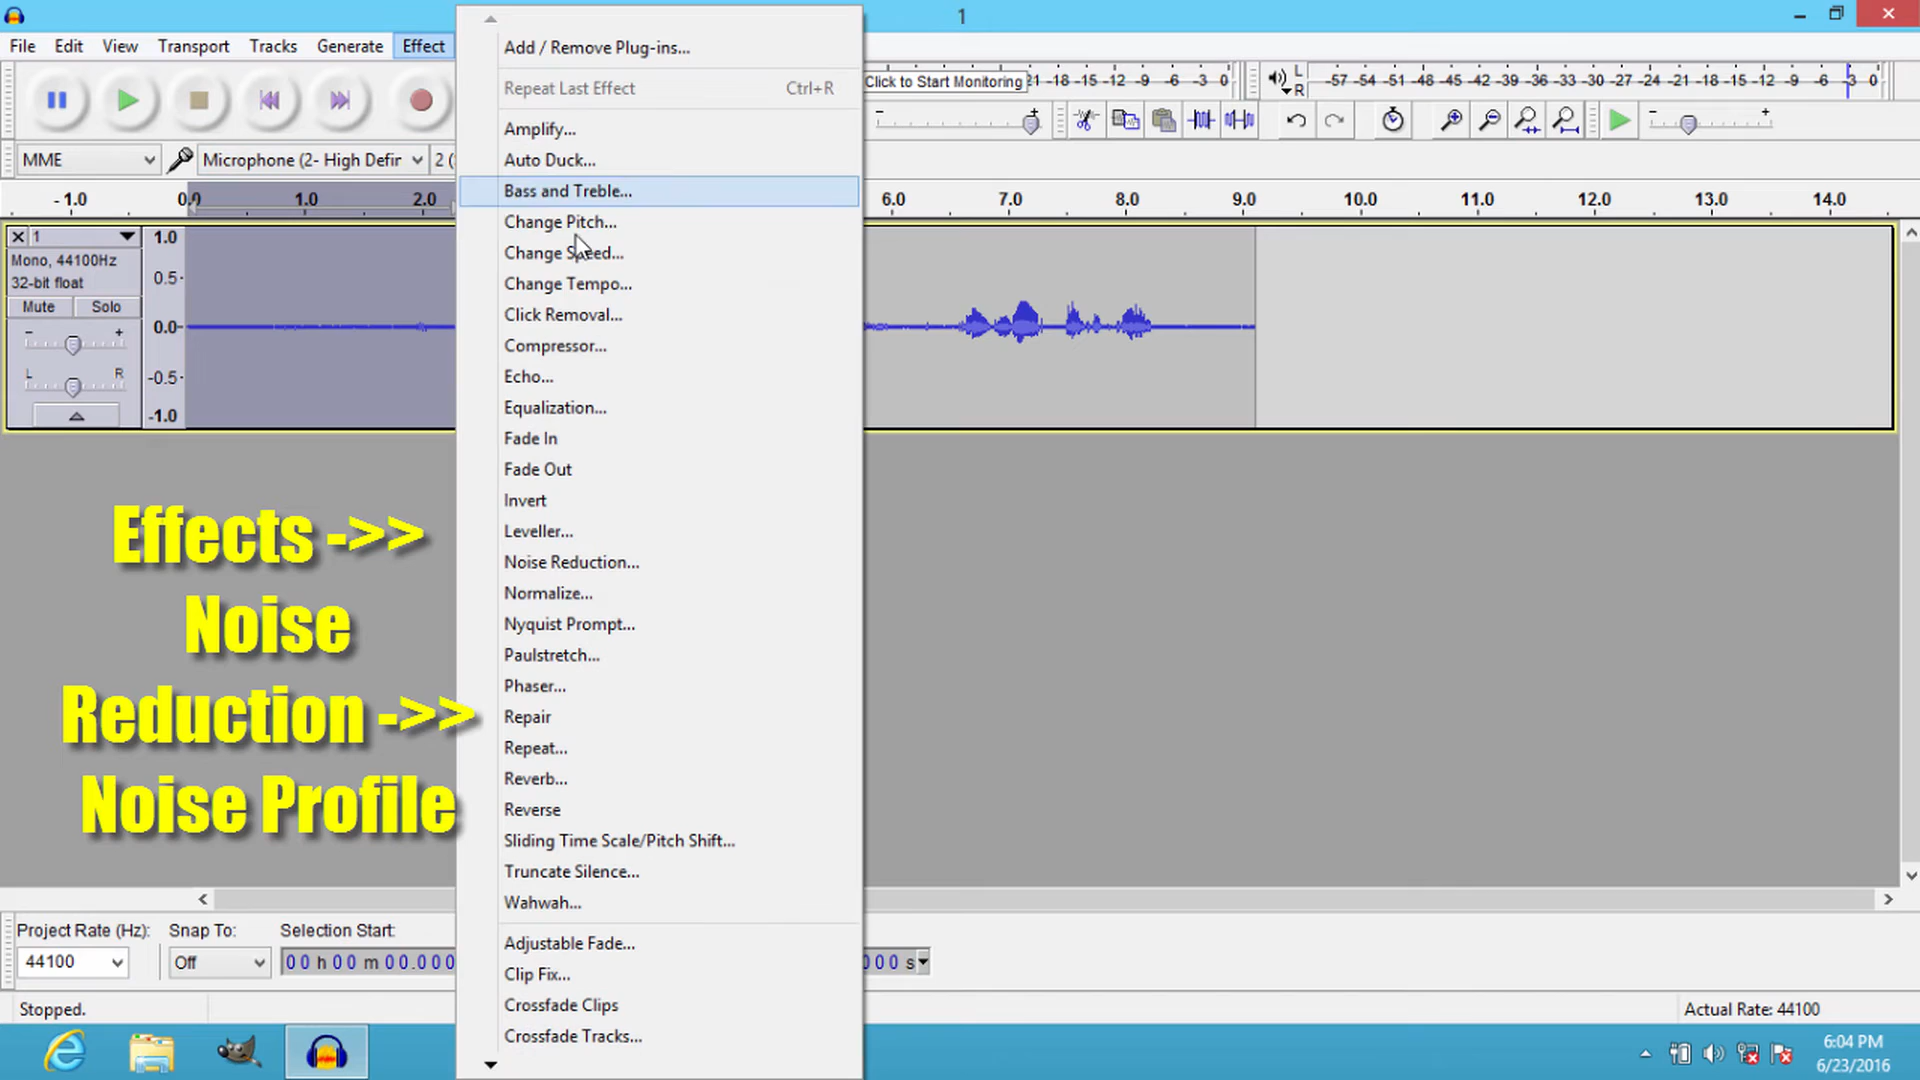 1
File Edit View Transport Tracks Generate Effect
Add / Remove Plug-ins...
Repeat Last Effect Ctrl+R
Amplify...
Auto Duck...
Bass and Treble...
Change Pitch...
Change Speed...
Change Tempo...
Click Removal...
Compressor...
Echo...
Equalization...
Fade In
Fade Out
Invert
Leveller...
Noise Reduction...
Normalize...
Nyquist Prompt...
Paulstretch...
Phaser...
Repair
Repeat...
Reverb...
Reverse
Sliding Time Scale/Pitch Shift...
Truncate Silence...
Wahwah...
Adjustable Fade...
Clip Fix...
Crossfade Clips
Crossfade Tracks...
Click to Start Monitoring 21 -18 -15 -12 -9 -6 -3 0
L
R
-57 -54 -51 -48 -45 -42 -39 -36 -33 -30 -27 -24 -21 -18 -15 -12 -9 -6 -3 0
- + - +
MME Microphone (2- High Defir 2 (
-1.0 0.0 1.0 2.0 6.0 7.0 8.0 9.0 10.0 11.0 12.0 13.0 14.0
1
Mono, 44100Hz
32-bit float
Mute Solo
- +
L R
1.0
0.5-
0.0-
-0.5-
-1.0
Effects ->>
Noise
Reduction ->>
Noise Profile
Project Rate (Hz): Snap To: Selection Start:
44100 Off 00 h 00 m 00.000 000 s
Stopped. Actual Rate: 44100
6:04 PM
6/23/2016